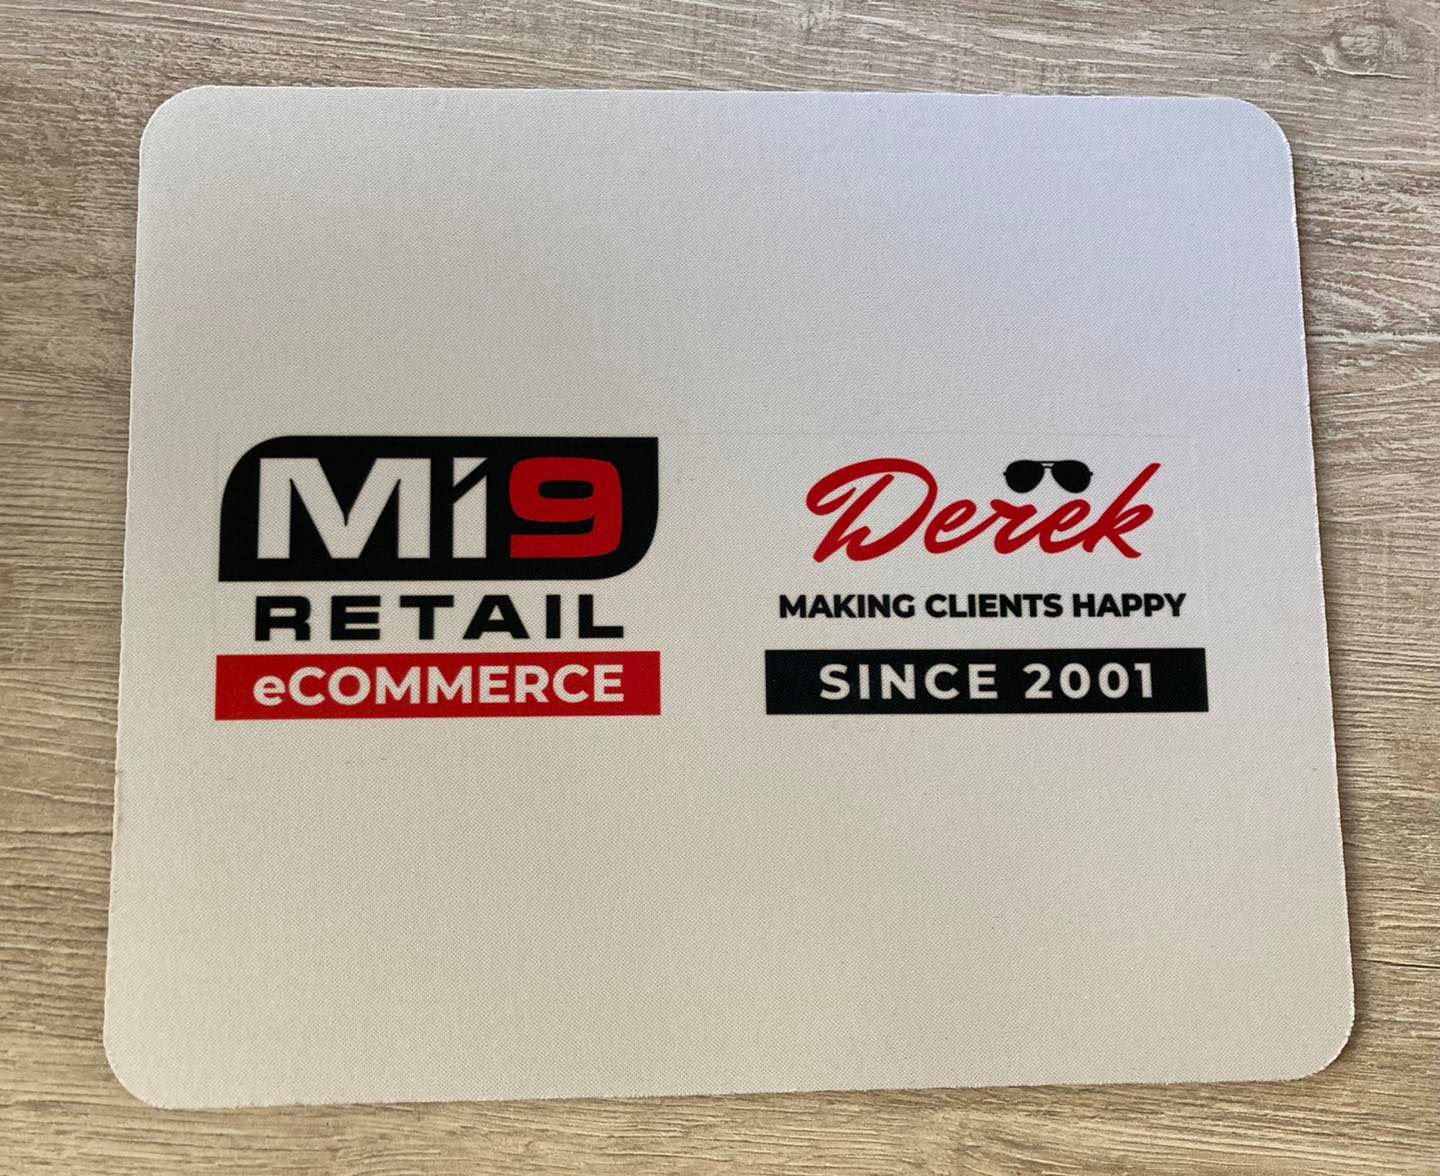 Mi9
RETAIL
eCOMMERCE
Derek
MAKING CLIENTS HAPPY
SINCE 2001